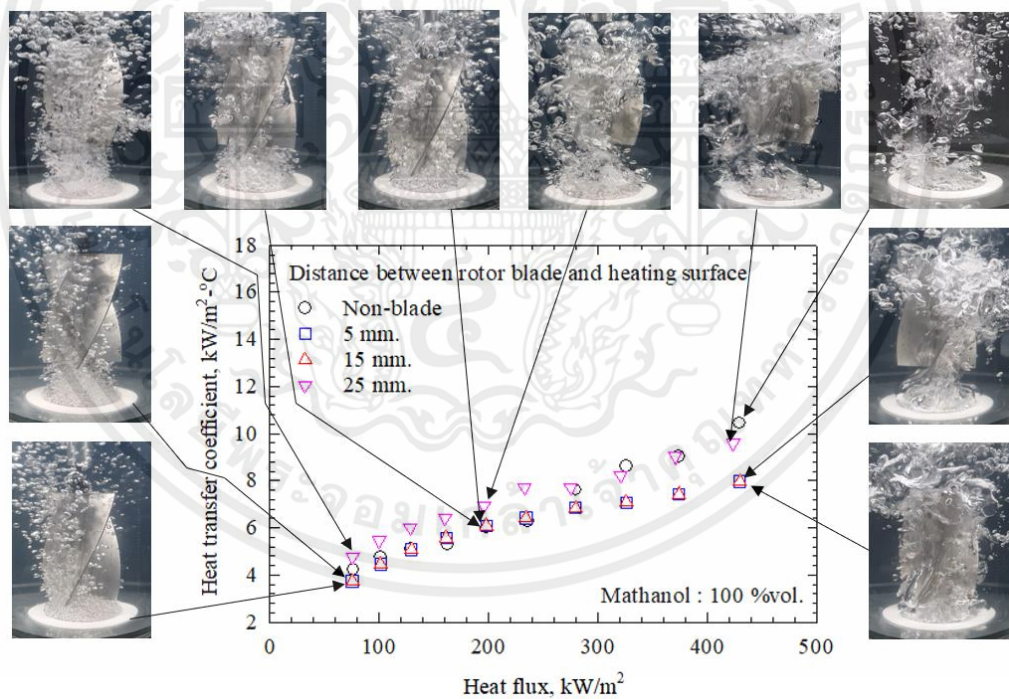 18
16
14
12
10
8
6
4
2
Heat transfer coefficient, kW/m²-°C
Distance between rotor blade and heating surface
Non-blade
5 mm.
15 mm.
25 mm.
Mathanol : 100 %vol.
0 100 200 300 400 500
Heat flux, kW/m²